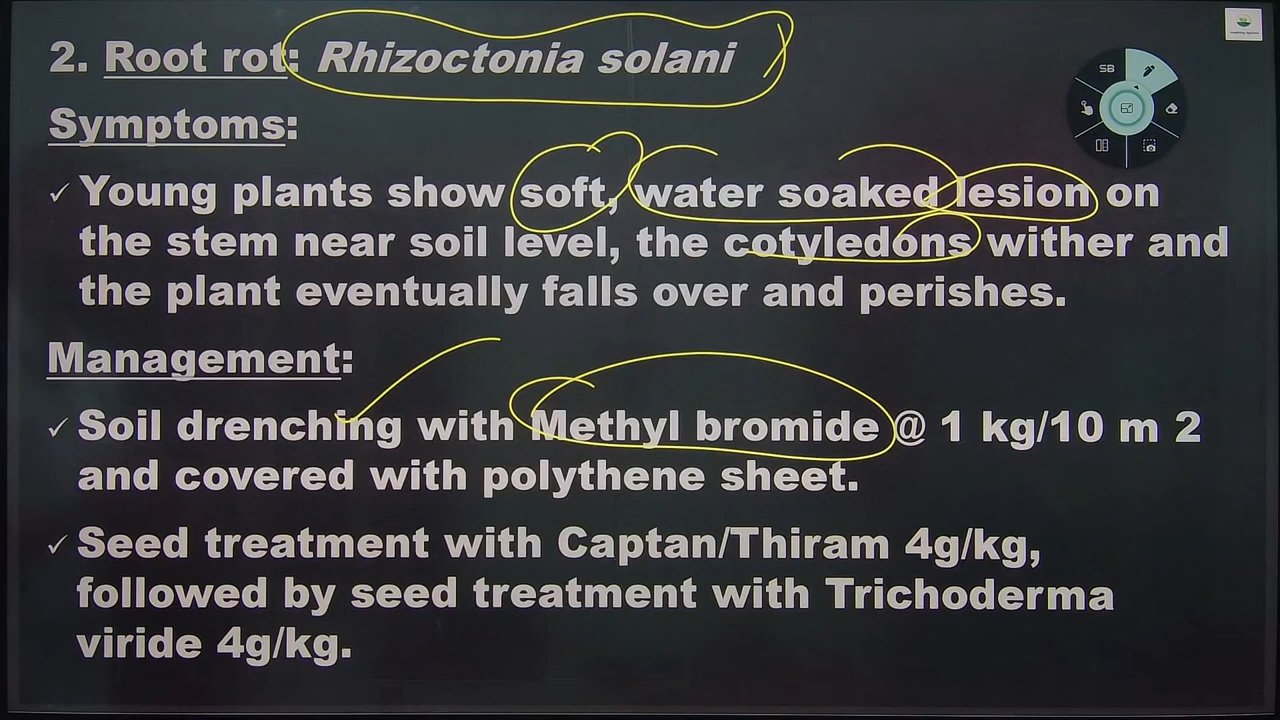 2. Root rot: Rhizoctonia solani
Symptoms:
✓ Young plants show soft, water soaked lesion on
the stem near soil level, the cotyledons wither and
the plant eventually falls over and perishes.
Management:
✓ Soil drenching with Methyl bromide @ 1 kg/10 m 2
and covered with polythene sheet.
✓ Seed treatment with Captan/Thiram 4g/kg,
followed by seed treatment with Trichoderma
viride 4g/kg.
SB